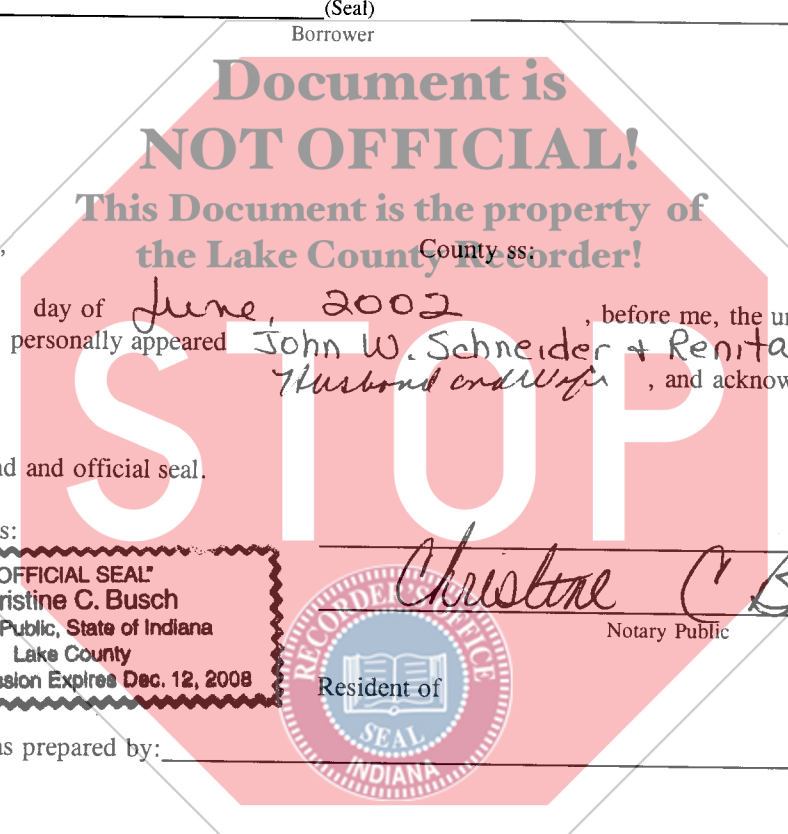 (Seal)
Borrower
Document is
NOT OFFICIAL!
This Document is the property of
the Lake County Recorder!
, County ss:
day of June, 2002 , before me, the un
personally appeared John W. Schneider + Renita
Husband and Wife , and acknow
STOP
nd and official seal.
s:
OFFICIAL SEAL"
ristine C. Busch
Public, State of Indiana
Lake County
ssion Expires Dec. 12, 2008
Christine C B
Notary Public
RECORDER'S OFFICE
SEAL
INDIANA
Resident of
as prepared by: